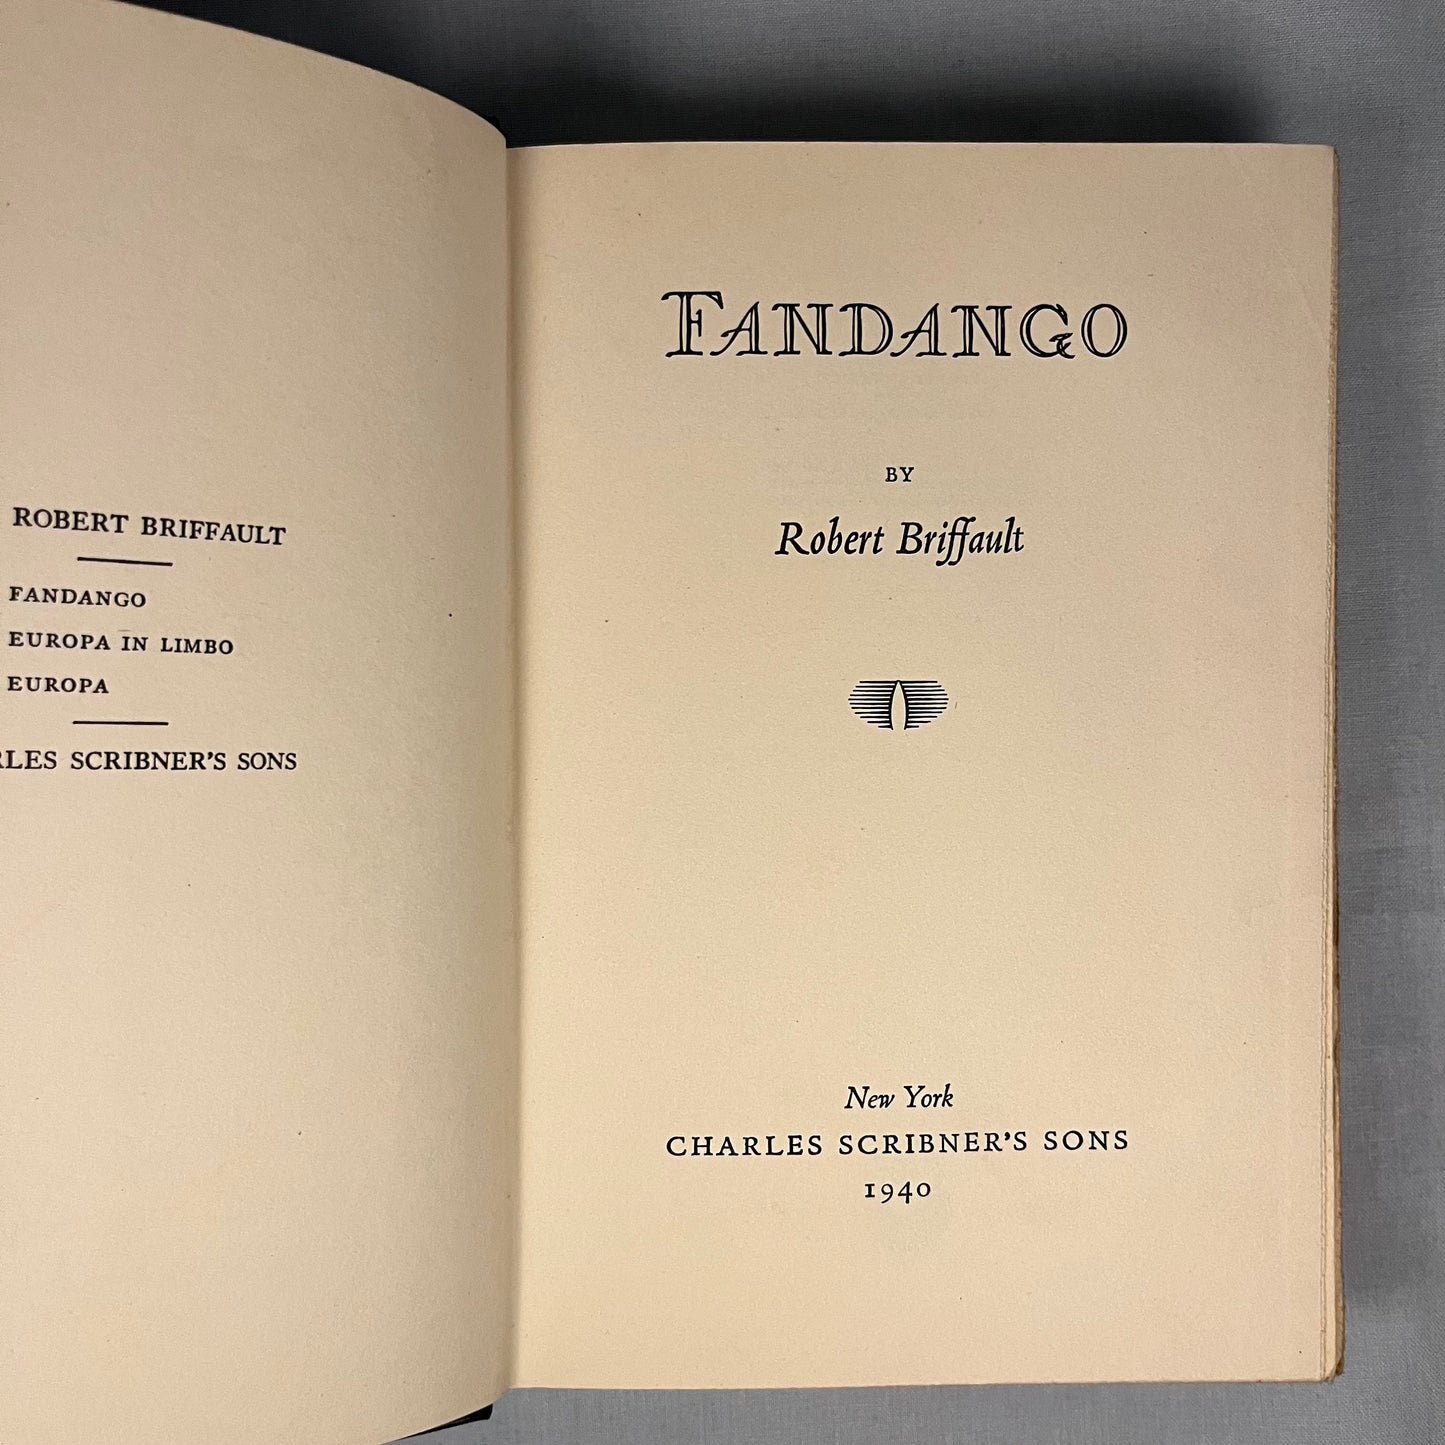 ROBERT BRIFFAULT
FANDANGO
EUROPA IN LIMBO
EUROPA
SCRIBNER'S SONS
FANDANGO
BY
Robert Briffault
New York
CHARLES SCRIBNER'S SONS
1940